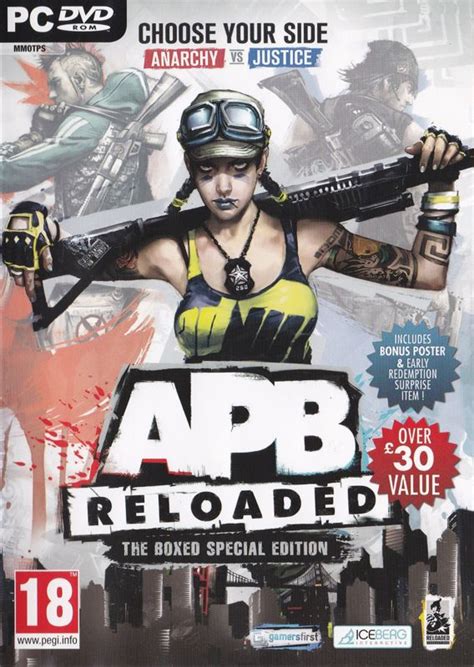 PC DVD
ROM
MMOTPS
CHOOSE YOUR SIDE
ANARCHY VS JUSTICE
INCLUDES
BONUS POSTER
& EARLY
REDEMPTION
SURPRISE
ITEM !
APB
RELOADED
OVER
£30
VALUE
THE BOXED SPECIAL EDITION
18
www.pegi.info
gamersfirst
ICEBERG
INTERACTIVE
RELOADED